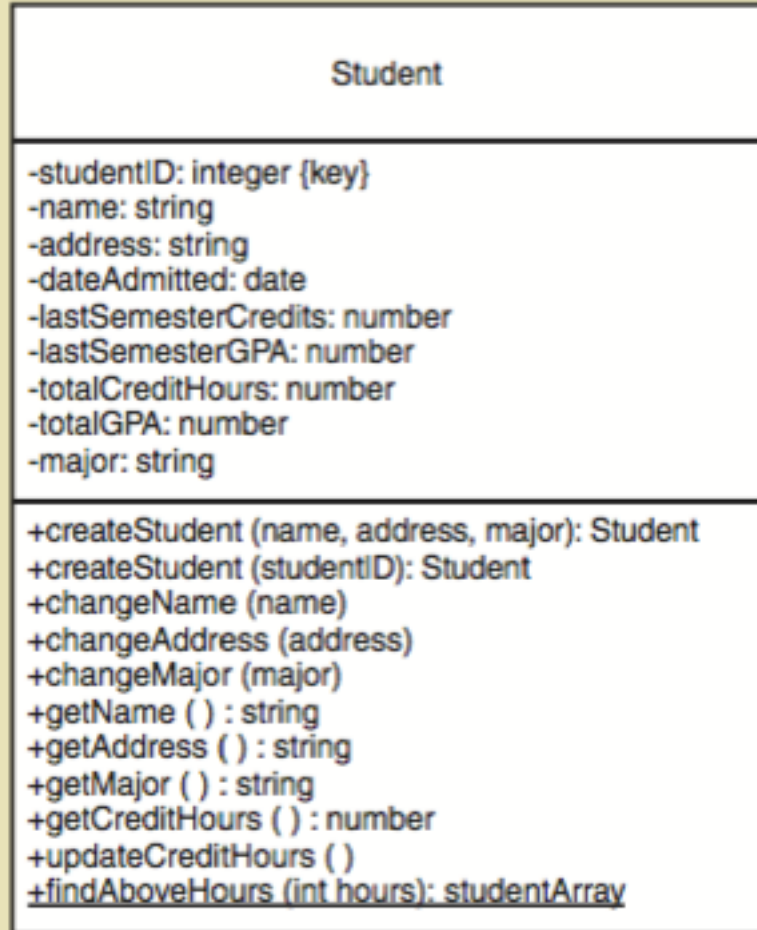 Student
-studentID: integer {key}
-name: string
-address: string
-dateAdmitted: date
-lastSemesterCredits: number
-lastSemesterGPA: number
-totalCreditHours: number
-totalGPA: number
-major: string
+createStudent (name, address, major): Student
+createStudent (studentID): Student
+changeName (name)
+changeAddress (address)
+changeMajor (major)
+getName ( ) : string
+getAddress ( ) : string
+getMajor ( ) : string
+getCreditHours ( ) : number
+updateCreditHours ( )
+findAboveHours (int hours): studentArray